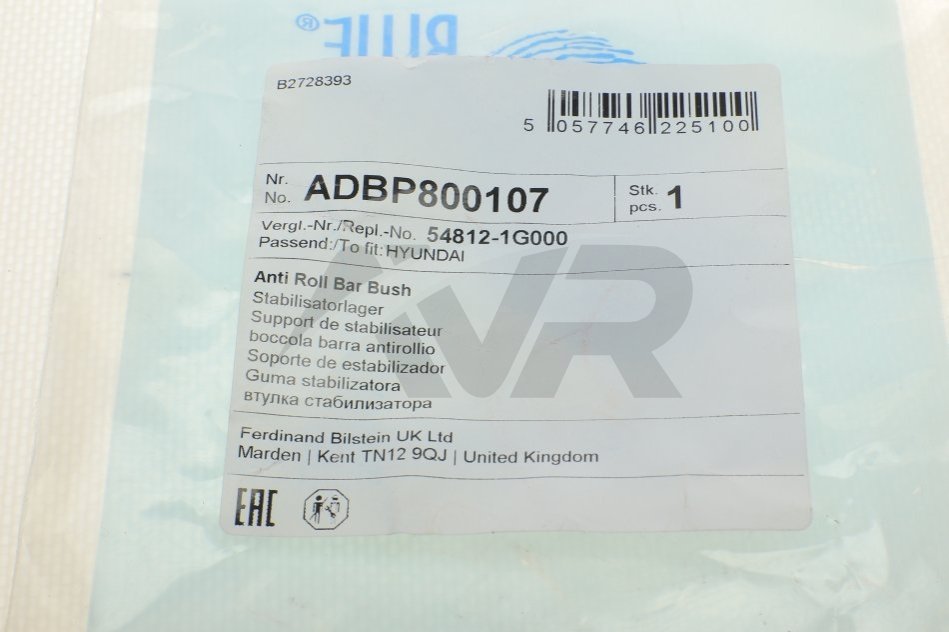 BLUE®
B2728393
5 057746 225100
Nr. No. ADBP800107 Stk. pcs. 1
Vergl.-Nr./Repl.-No. 54812-1G000
Passend:/To fit: HYUNDAI
Anti Roll Bar Bush
Stabilisatorlager
Support de stabilisateur
boccola barra antirollio
Soporte de estabilizador
Guma stabilizatora
втулка стабилизатора
Ferdinand Bilstein UK Ltd
Marden | Kent TN12 9QJ | United Kingdom
EAC